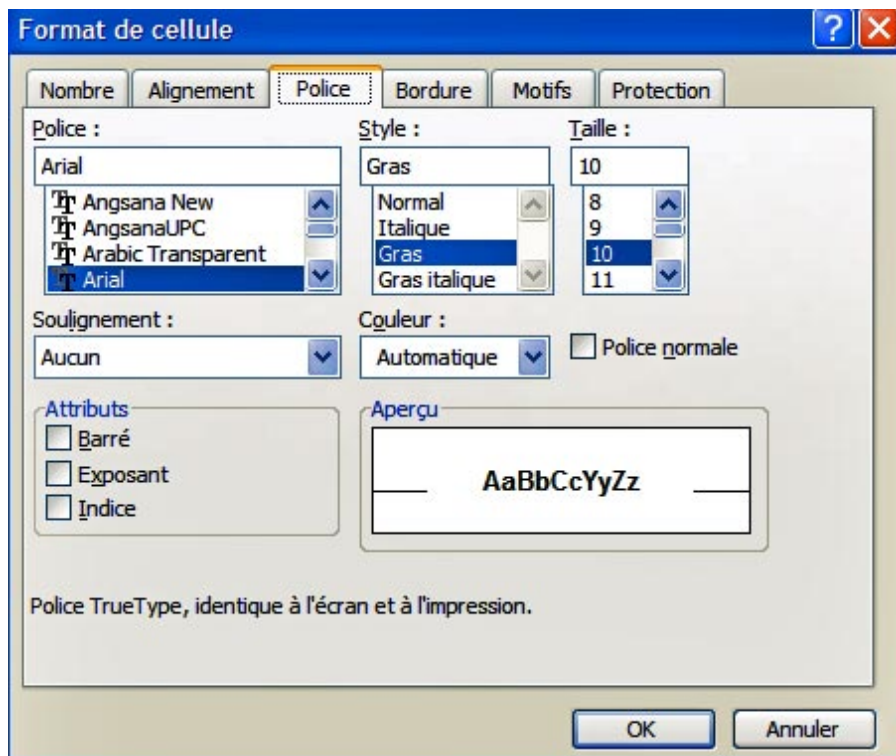 Format de cellule
Nombre Alignement Police Bordure Motifs Protection
Police : Style : Taille :
Arial Gras 10
Angsana New Normal 8
AngsanaUPC Italique 9
Arabic Transparent Gras 10
Arial Gras italique 11
Soulignement : Couleur :
Aucun Automatique Police normale
Attributs Aperçu
Barré
Exposant AaBbCcYyZz
Indice
Police TrueType, identique à l'écran et à l'impression.
OK Annuler